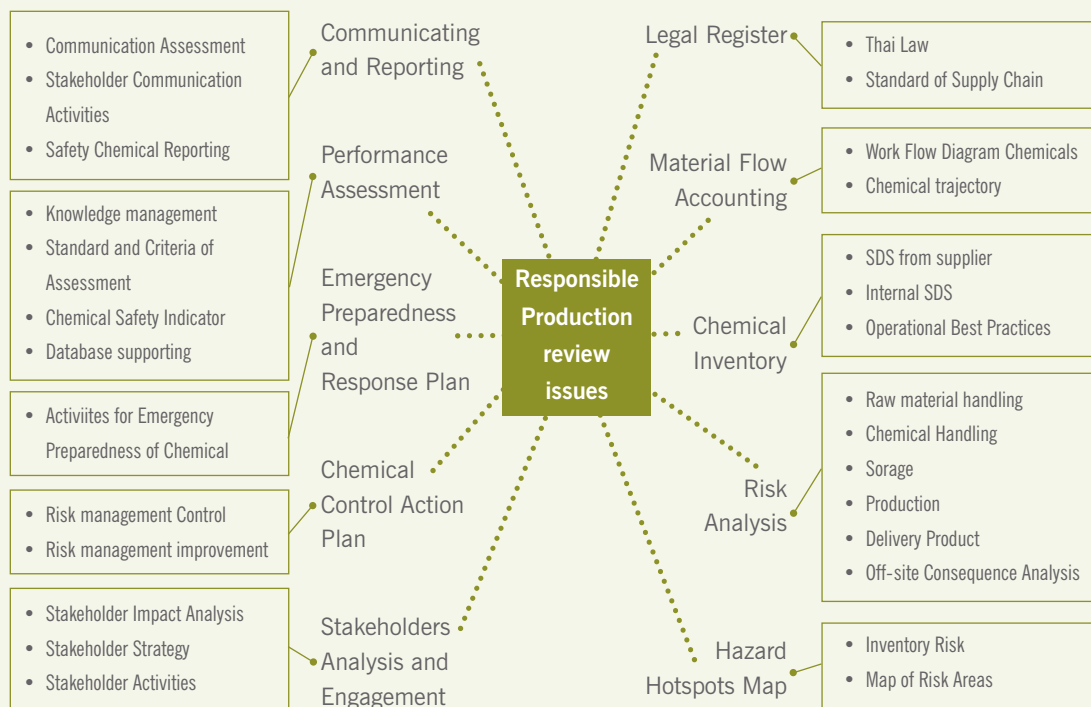 • Communication Assessment
• Stakeholder Communication
Activities
• Safety Chemical Reporting
Communicating
and Reporting
• Knowledge management
• Standard and Criteria of
Assessment
• Chemical Safety Indicator
• Database supporting
Performance
Assessment
• Activiites for Emergency
Preparedness of Chemical
Emergency
Preparedness
and
Response Plan
• Risk management Control
• Risk management improvement
Chemical
Control Action
Plan
• Stakeholder Impact Analysis
• Stakeholder Strategy
• Stakeholder Activities
Stakeholders
Analysis and
Engagement
Responsible
Production
review
issues
Legal Register
• Thai Law
• Standard of Supply Chain
Material Flow
Accounting
• Work Flow Diagram Chemicals
• Chemical trajectory
Chemical
Inventory
• SDS from supplier
• Internal SDS
• Operational Best Practices
Risk
Analysis
• Raw material handling
• Chemical Handling
• Sorage
• Production
• Delivery Product
• Off-site Consequence Analysis
Hazard
Hotspots Map
• Inventory Risk
• Map of Risk Areas